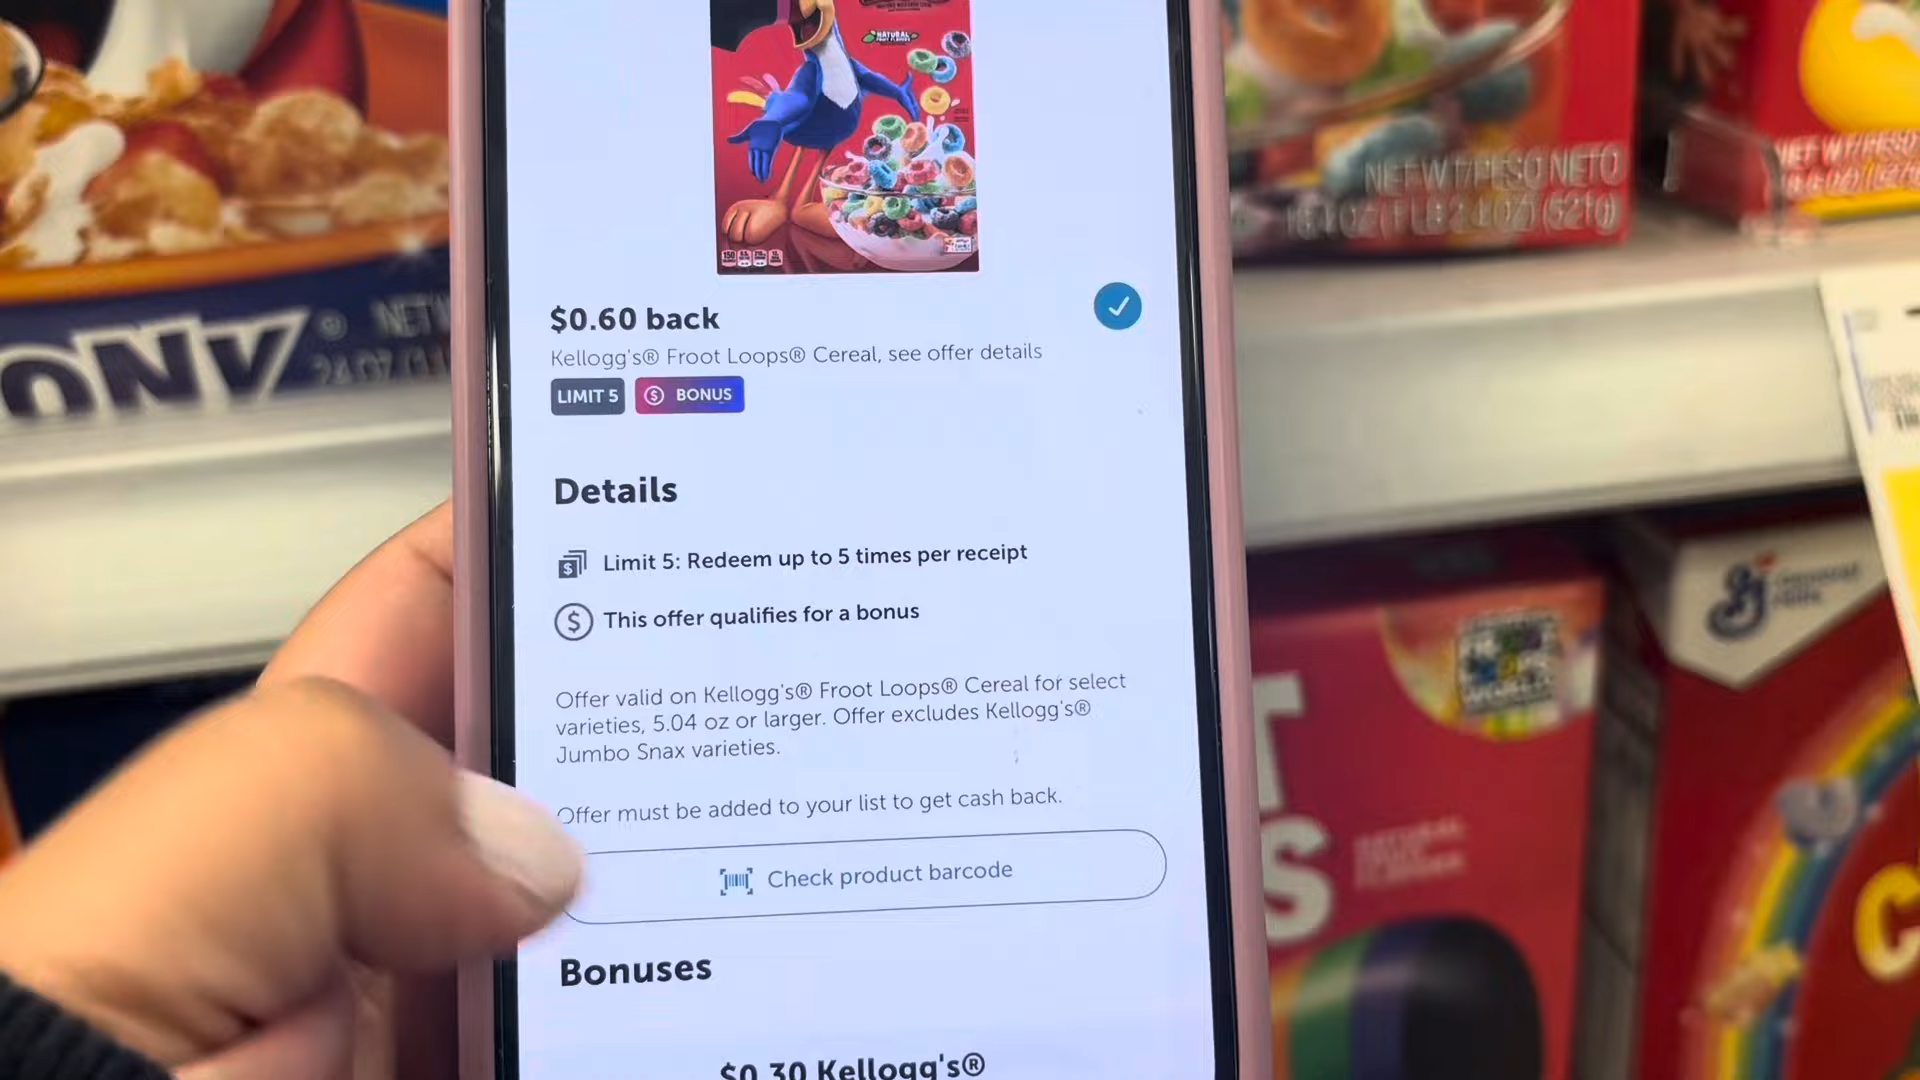 NATURAL
$0.60 back
Kellogg's® Froot Loops® Cereal, see offer details
LIMIT 5
BONUS
Details
Limit 5: Redeem up to 5 times per receipt
This offer qualifies for a bonus
Offer valid on Kellogg's® Froot Loops® Cereal for select
varieties, 5.04 oz or larger. Offer excludes Kellogg's®
Jumbo Snax varieties.
Offer must be added to your list to get cash back.
Check product barcode
Bonuses
$0.30 Kellogg's®
ONY
NET WT/PESO NETO